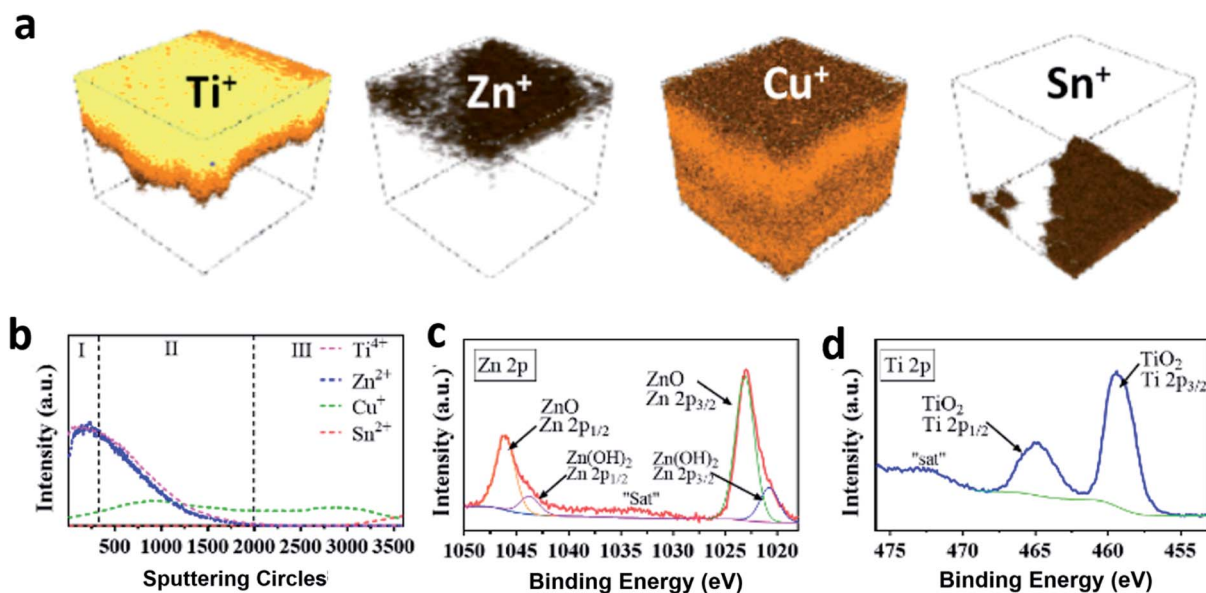 a
Ti⁺
Zn⁺
Cu⁺
Sn⁺
b
I
II
III
Ti⁴⁺
Zn²⁺
Cu⁺
Sn²⁺
Intensity (a.u.)
500 1000 1500 2000 2500 3000 3500
Sputtering Circles
c
Zn 2p
ZnO
Zn 2p₁/₂
Zn(OH)₂
Zn 2p₁/₂
"Sat"
ZnO
Zn 2p₃/₂
Zn(OH)₂
Zn 2p₃/₂
Intensity (a.u.)
1050 1045 1040 1035 1030 1025 1020
Binding Energy (eV)
d
Ti 2p
"sat"
TiO₂
Ti 2p₁/₂
TiO₂
Ti 2p₃/₂
Intensity (a.u.)
475 470 465 460 455
Binding Energy (eV)